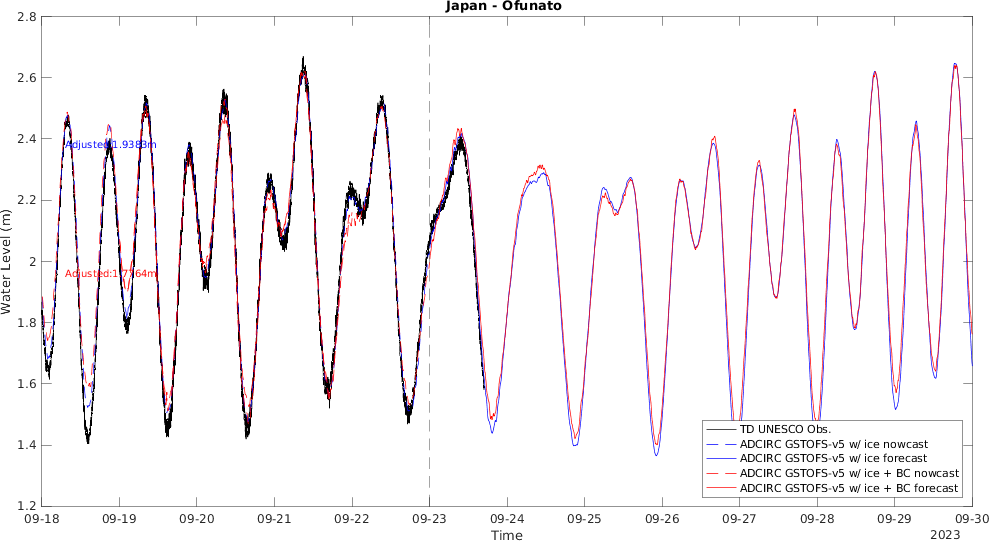 Japan - Ofunato
2.8
2.6
2.4
2.2
2
1.8
1.6
1.4
1.2
Water Level (m)
Adjusted:1.9383m
TD UNESCO Obs.
ADCIRC GSTOFS-v5 w/ ice nowcast
ADCIRC GSTOFS-v5 w/ ice forecast
ADCIRC GSTOFS-v5 w/ ice + BC nowcast
ADCIRC GSTOFS-v5 w/ ice + BC forecast
09-18 09-19 09-20 09-21 09-22 09-23 09-24 09-25 09-26 09-27 09-28 09-29 09-30
Time
2023